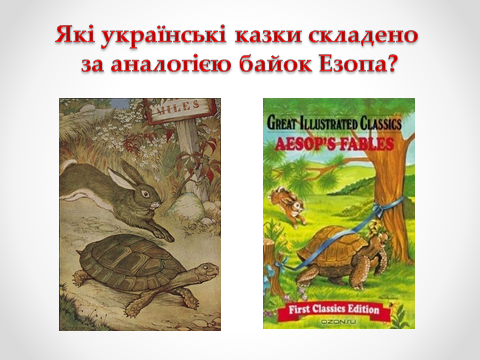 Які українські казки складено
за аналогією байок Езопа?
MILES
GREAT ILLUSTRATED CLASSICS
AESOP'S FABLES
First Classics Edition
OZON.RU